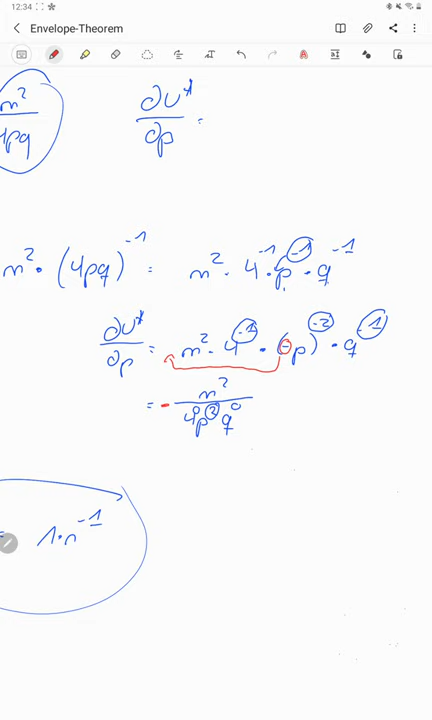 12:34
Envelope-Theorem
m²/4pq
∂U*/∂p =
m² · (4pq)⁻¹ = m² · 4⁻¹ · p⁻¹ · q⁻¹
∂U*/∂p = m² · 4⁻¹ · (-p)⁻² · q⁻¹
= - m²/4p²q
= 1·n⁻¹